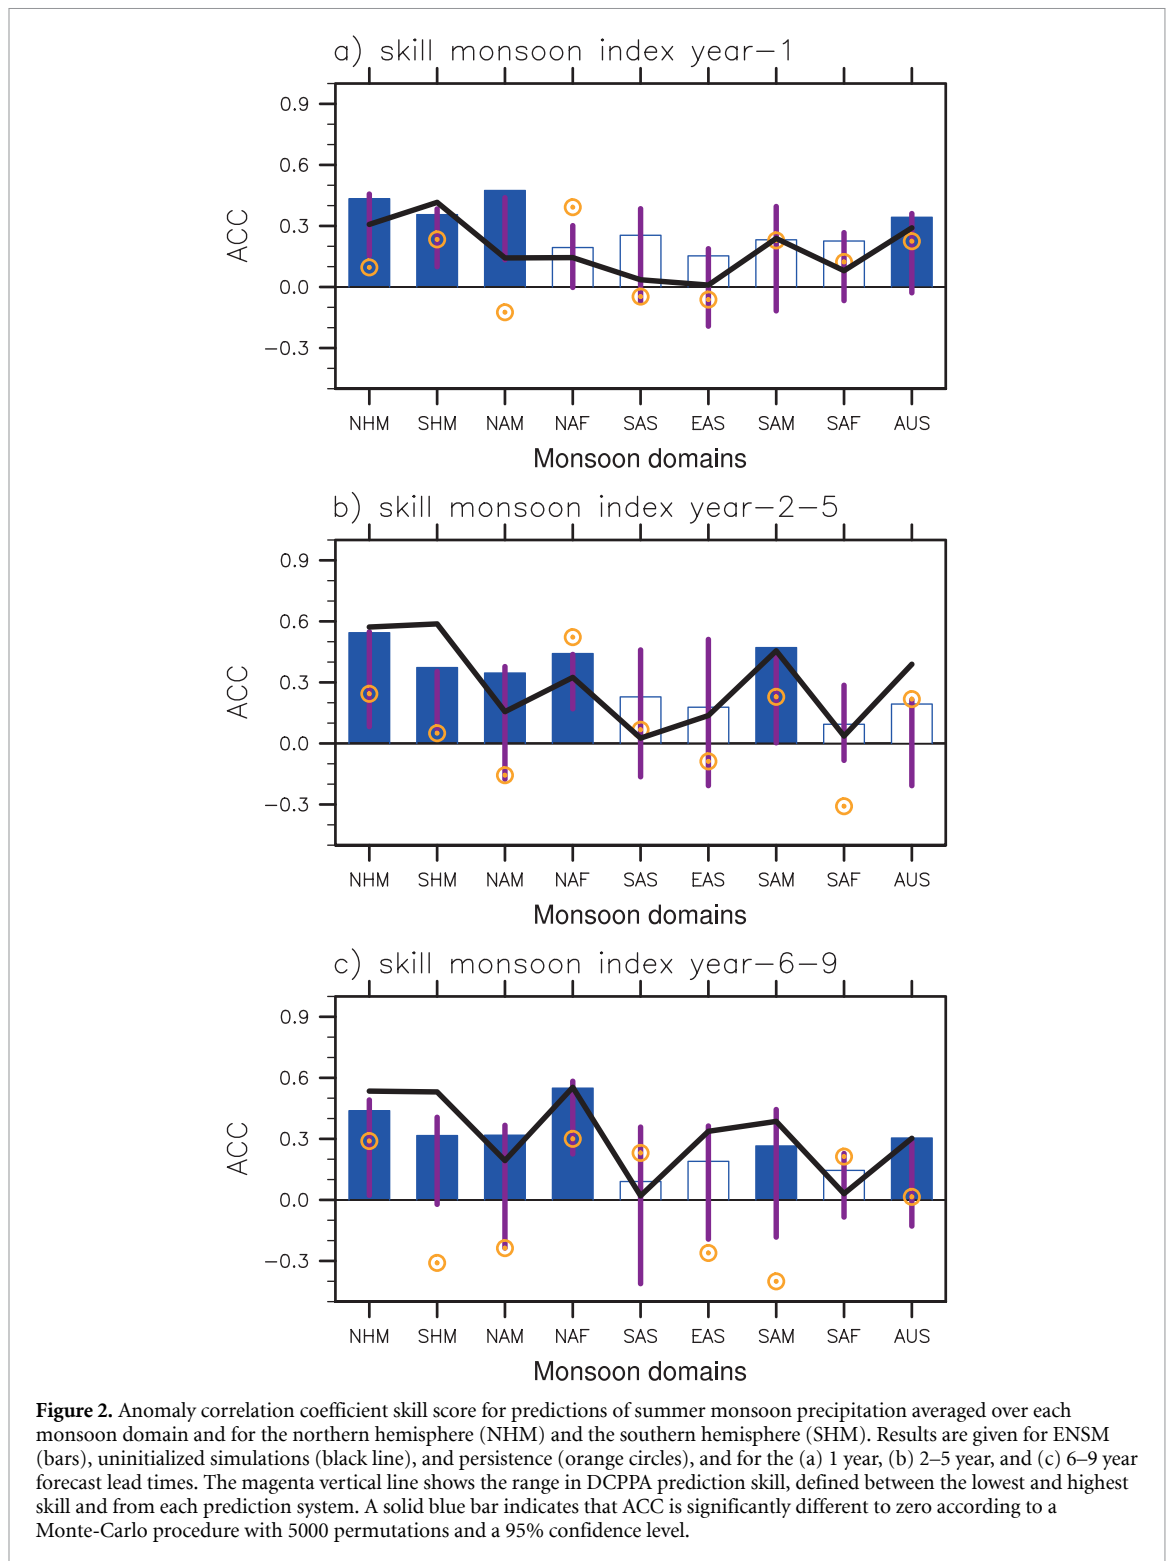 a) skill monsoon index year-1
0.9
0.6
0.3
0.0
-0.3
ACC
NHM SHM NAM NAF SAS EAS SAM SAF AUS
Monsoon domains
b) skill monsoon index year-2-5
0.9
0.6
0.3
0.0
-0.3
ACC
NHM SHM NAM NAF SAS EAS SAM SAF AUS
Monsoon domains
c) skill monsoon index year-6-9
0.9
0.6
0.3
0.0
-0.3
ACC
NHM SHM NAM NAF SAS EAS SAM SAF AUS
Monsoon domains
Figure 2. Anomaly correlation coefficient skill score for predictions of summer monsoon precipitation averaged over each
monsoon domain and for the northern hemisphere (NHM) and the southern hemisphere (SHM). Results are given for ENSM
(bars), uninitialized simulations (black line), and persistence (orange circles), and for the (a) 1 year, (b) 2–5 year, and (c) 6–9 year
forecast lead times. The magenta vertical line shows the range in DCPPA prediction skill, defined between the lowest and highest
skill and from each prediction system. A solid blue bar indicates that ACC is significantly different to zero according to a
Monte-Carlo procedure with 5000 permutations and a 95% confidence level.